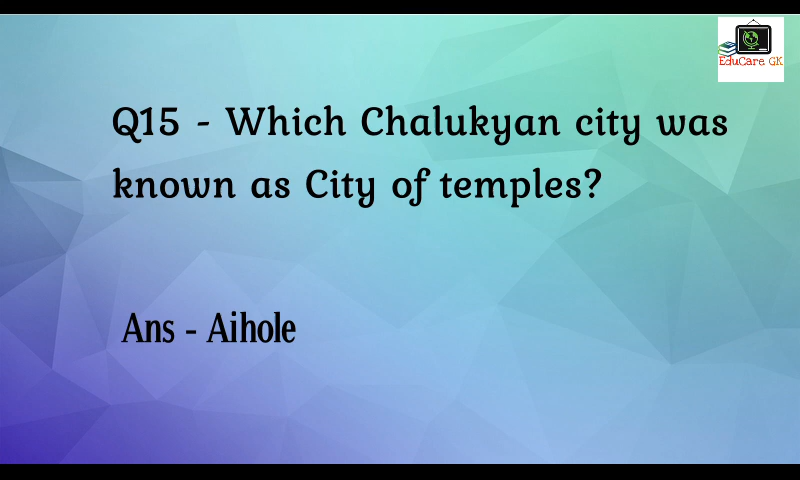 EduCare GK
Q15 - Which Chalukyan city was
known as City of temples?
Ans - Aihole